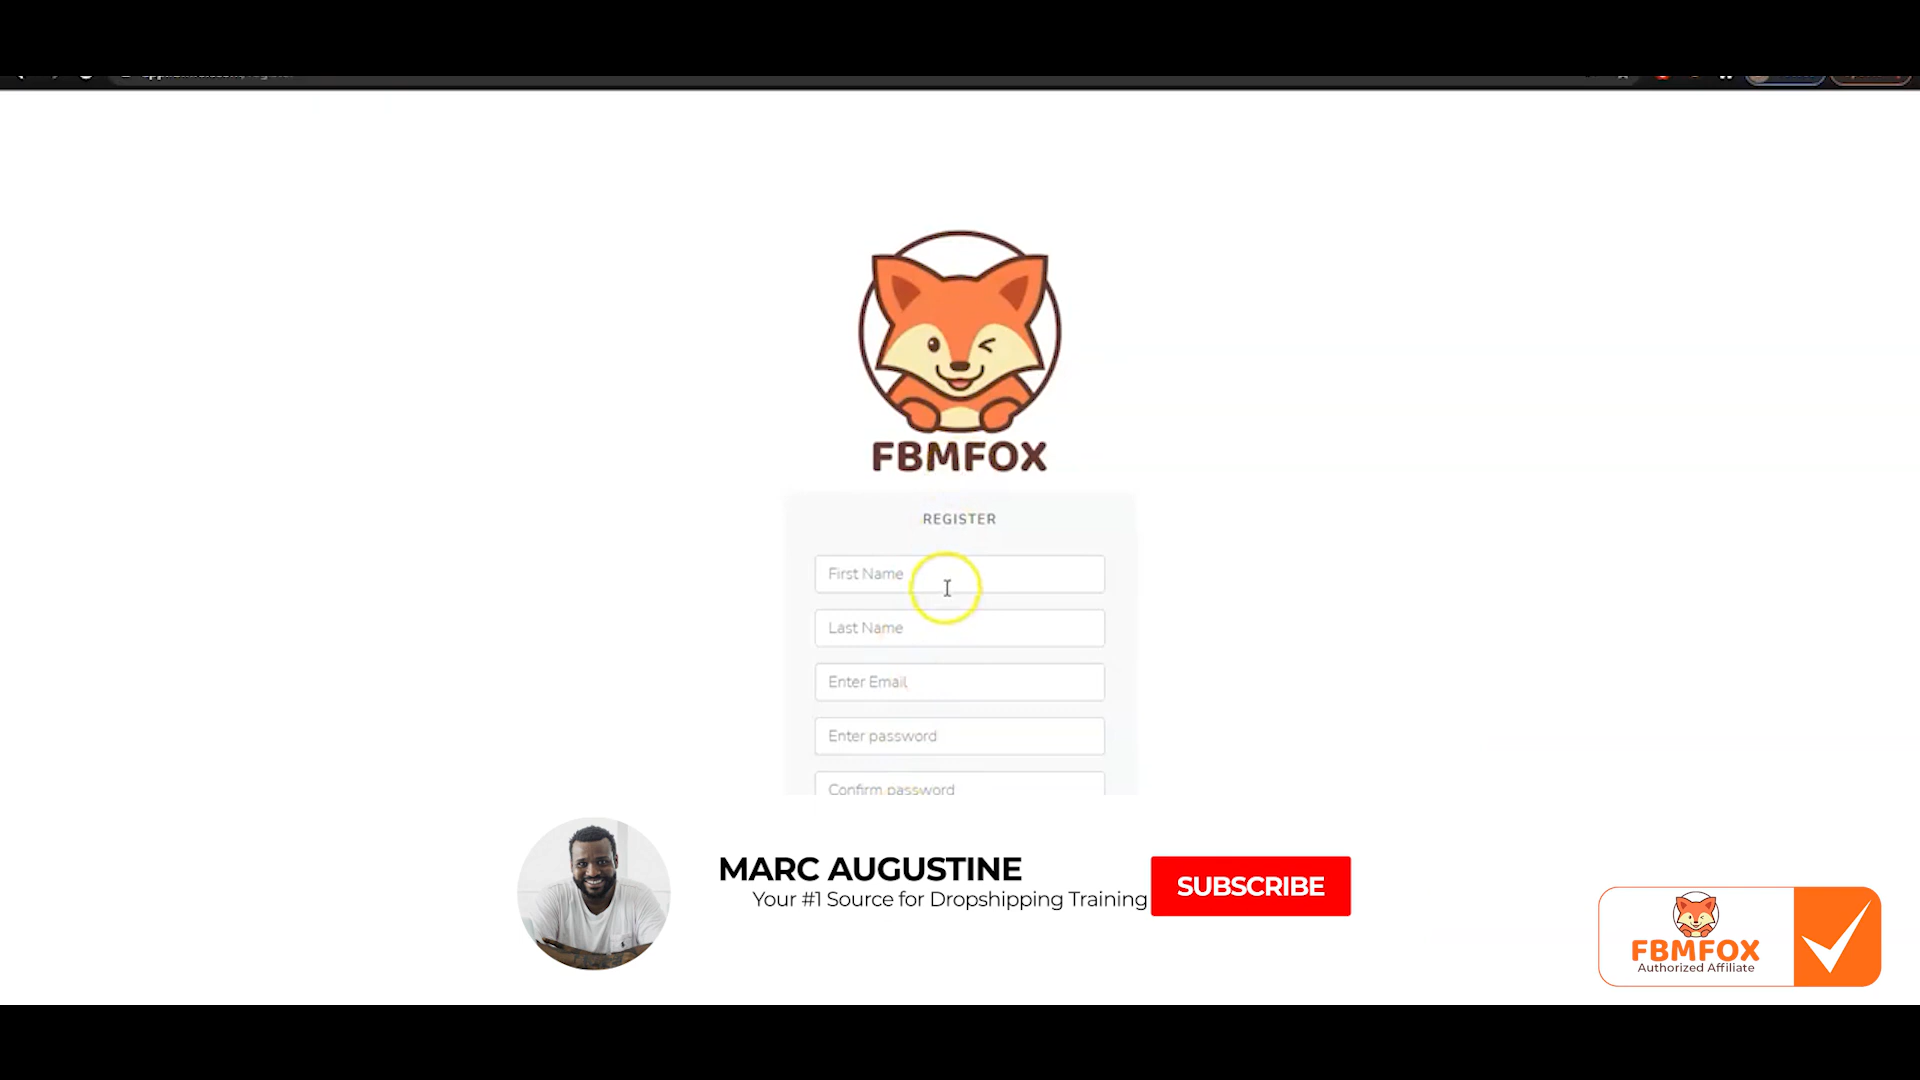 FBMFOX
REGISTER
First Name
Last Name
Enter Email
Enter password
Confirm password
MARC AUGUSTINE
Your #1 Source for Dropshipping Training
SUBSCRIBE
FBMFOX
Authorized Affiliate